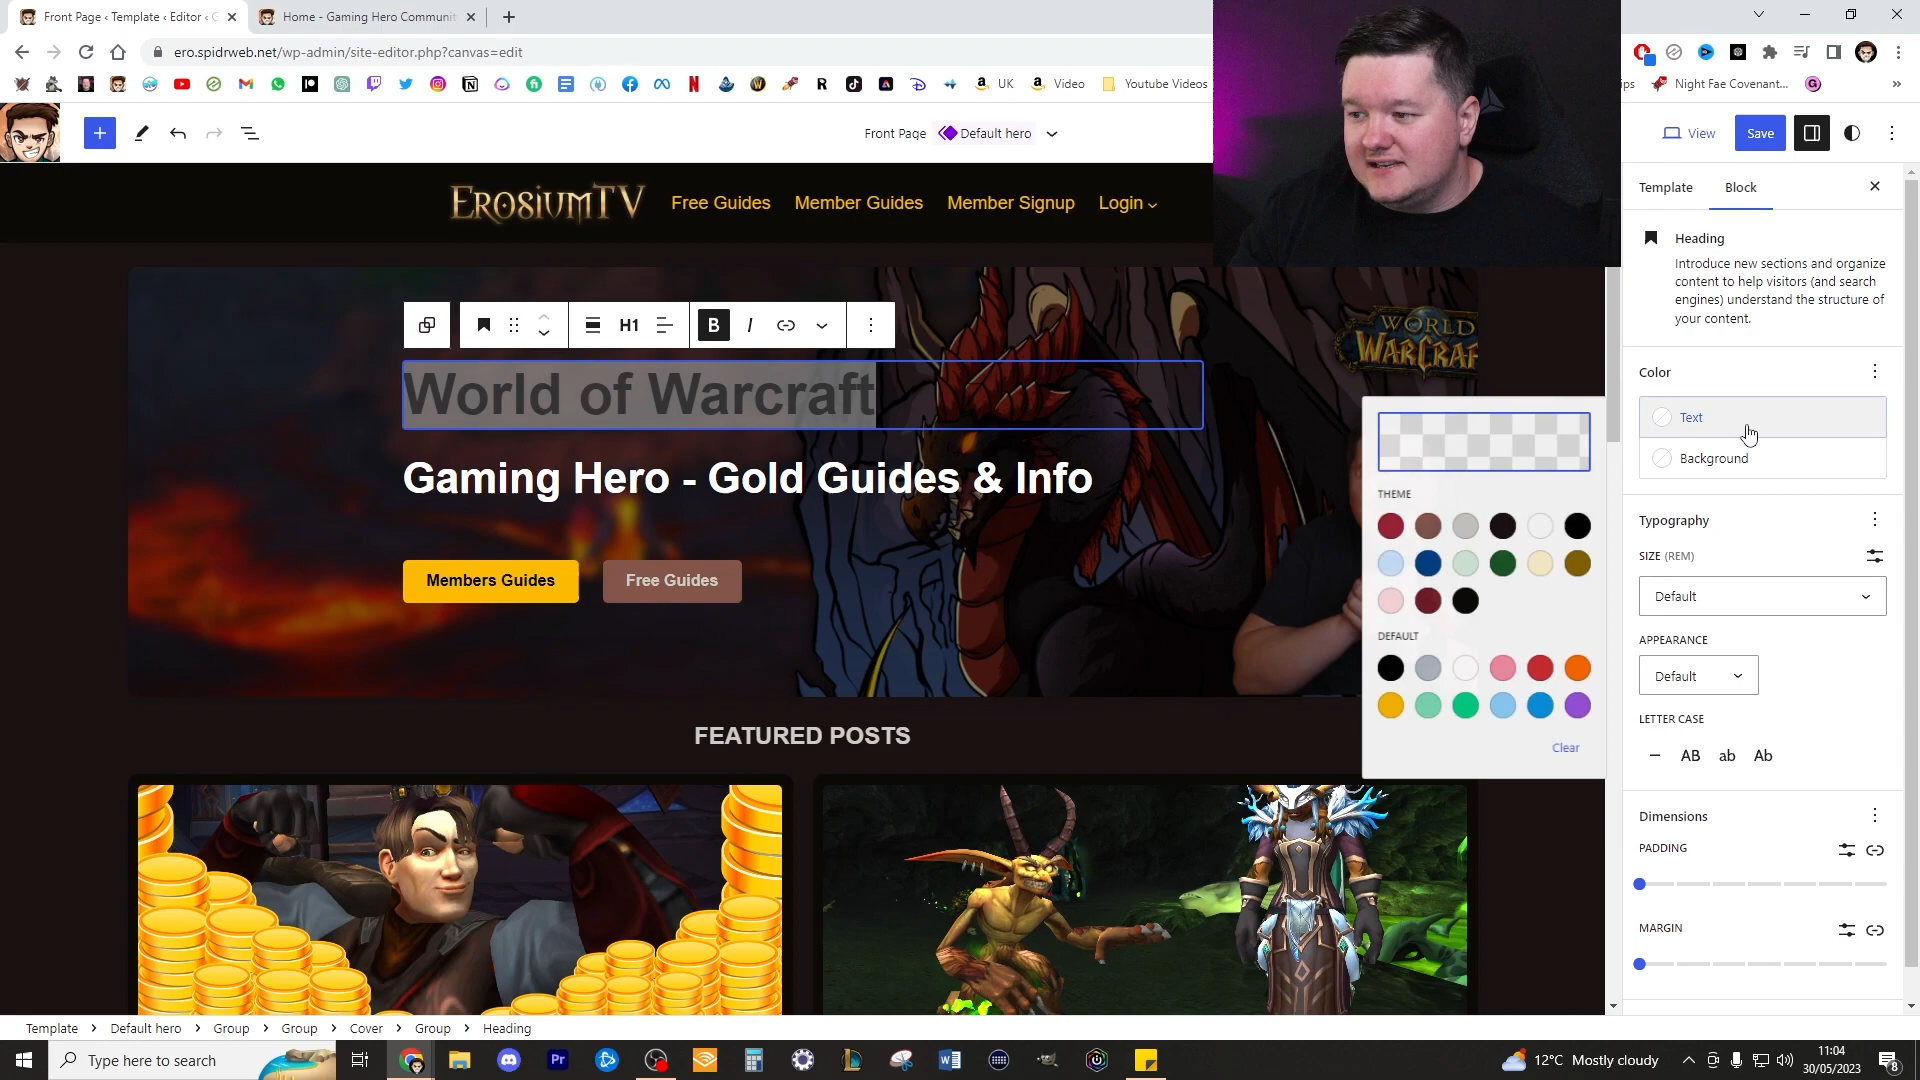 Front Page ‹ Template ‹ Editor ‹ G
Home - Gaming Hero Communit
ero.spidrweb.net/wp-admin/site-editor.php?canvas=edit
UK
Video
Youtube Videos
ips
Night Fae Covenant...
Front Page
Default hero
View
Save
EROSIUMTV
Free Guides
Member Guides
Member Signup
Login
Template
Block
Heading
Introduce new sections and organize
content to help visitors (and search
engines) understand the structure of
your content.
H1
B
I
WORLD
WARCRAF
World of Warcraft
Gaming Hero - Gold Guides & Info
Members Guides
Free Guides
THEME
DEFAULT
Clear
Color
Text
Background
Typography
SIZE (REM)
Default
APPEARANCE
Default
LETTER CASE
AB
ab
Ab
Dimensions
PADDING
MARGIN
FEATURED POSTS
Template
Default hero
Group
Group
Cover
Group
Heading
Type here to search
12°C Mostly cloudy
11:04
30/05/2023
8